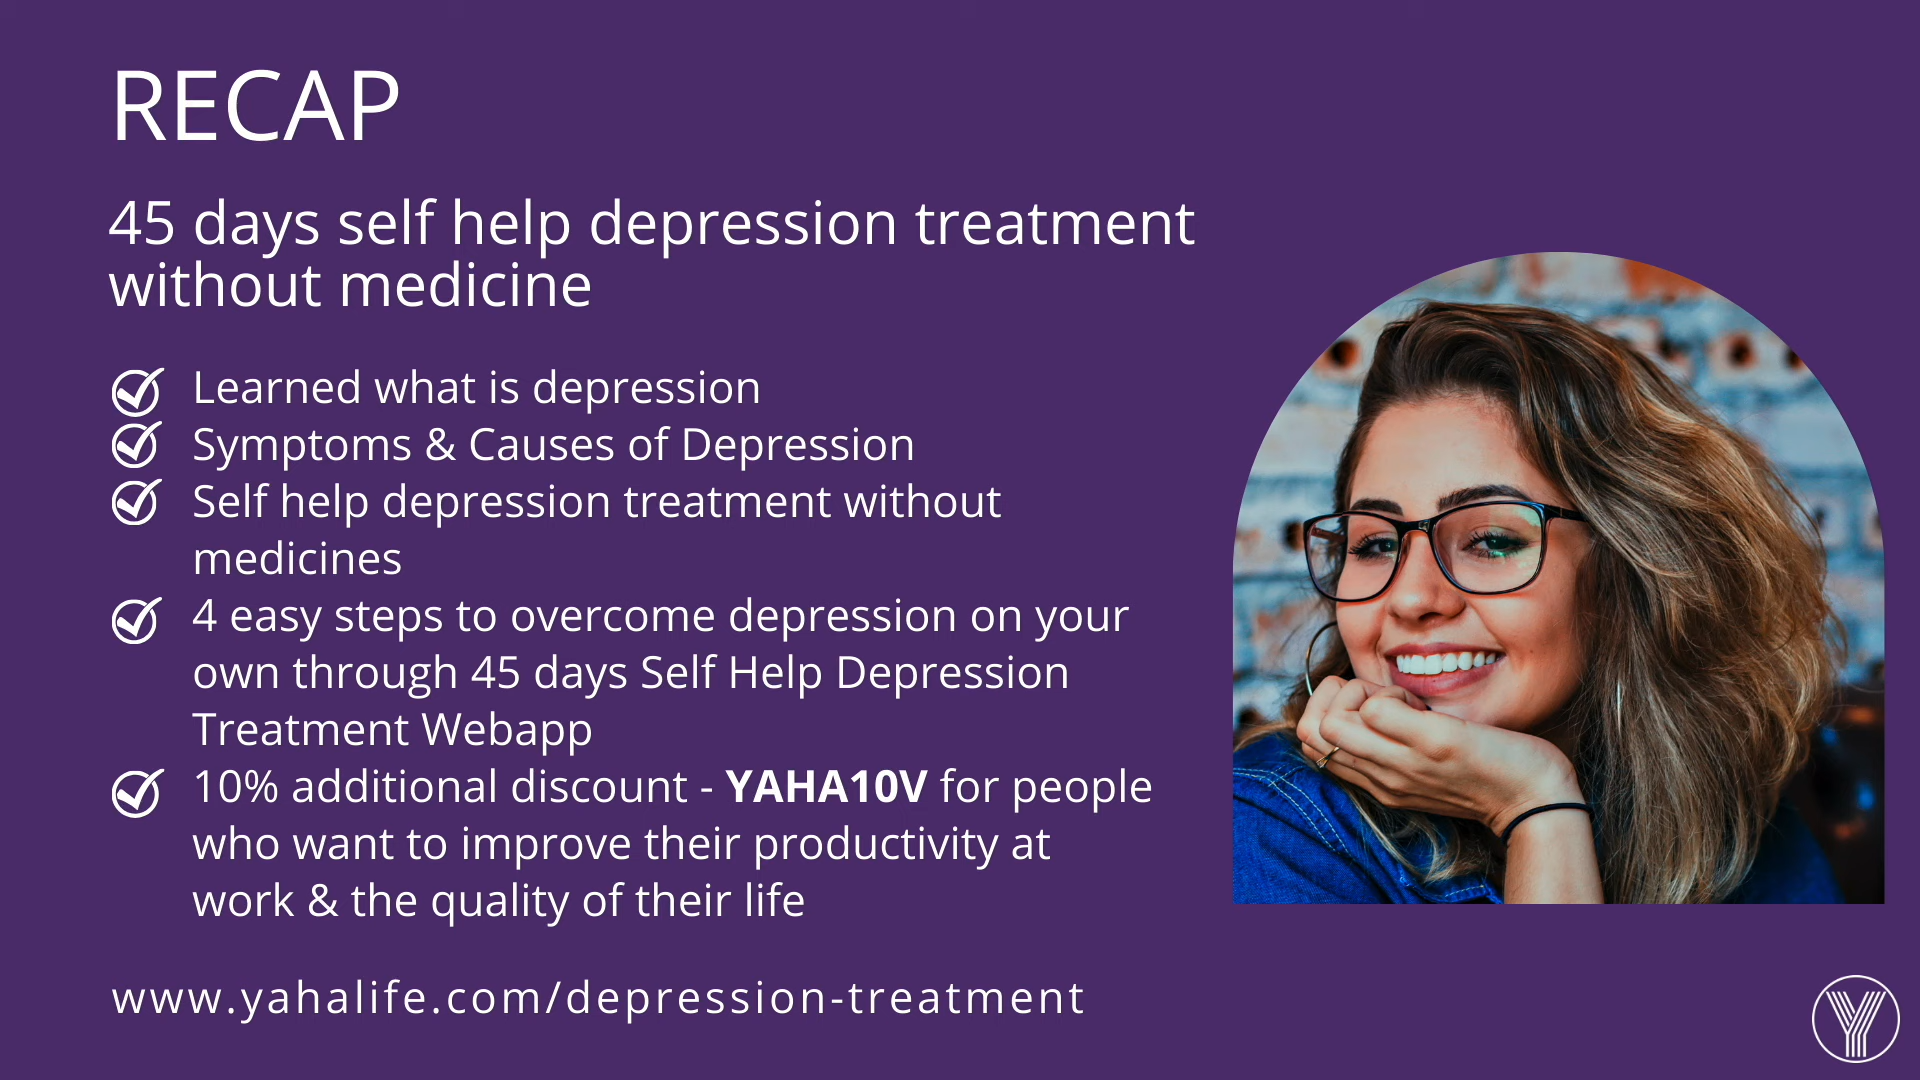 RECAP
45 days self help depression treatment
without medicine
Learned what is depression
Symptoms & Causes of Depression
Self help depression treatment without
medicines
4 easy steps to overcome depression on your
own through 45 days Self Help Depression
Treatment Webapp
10% additional discount - YAHA10V for people
who want to improve their productivity at
work & the quality of their life
www.yahalife.com/depression-treatment
Y